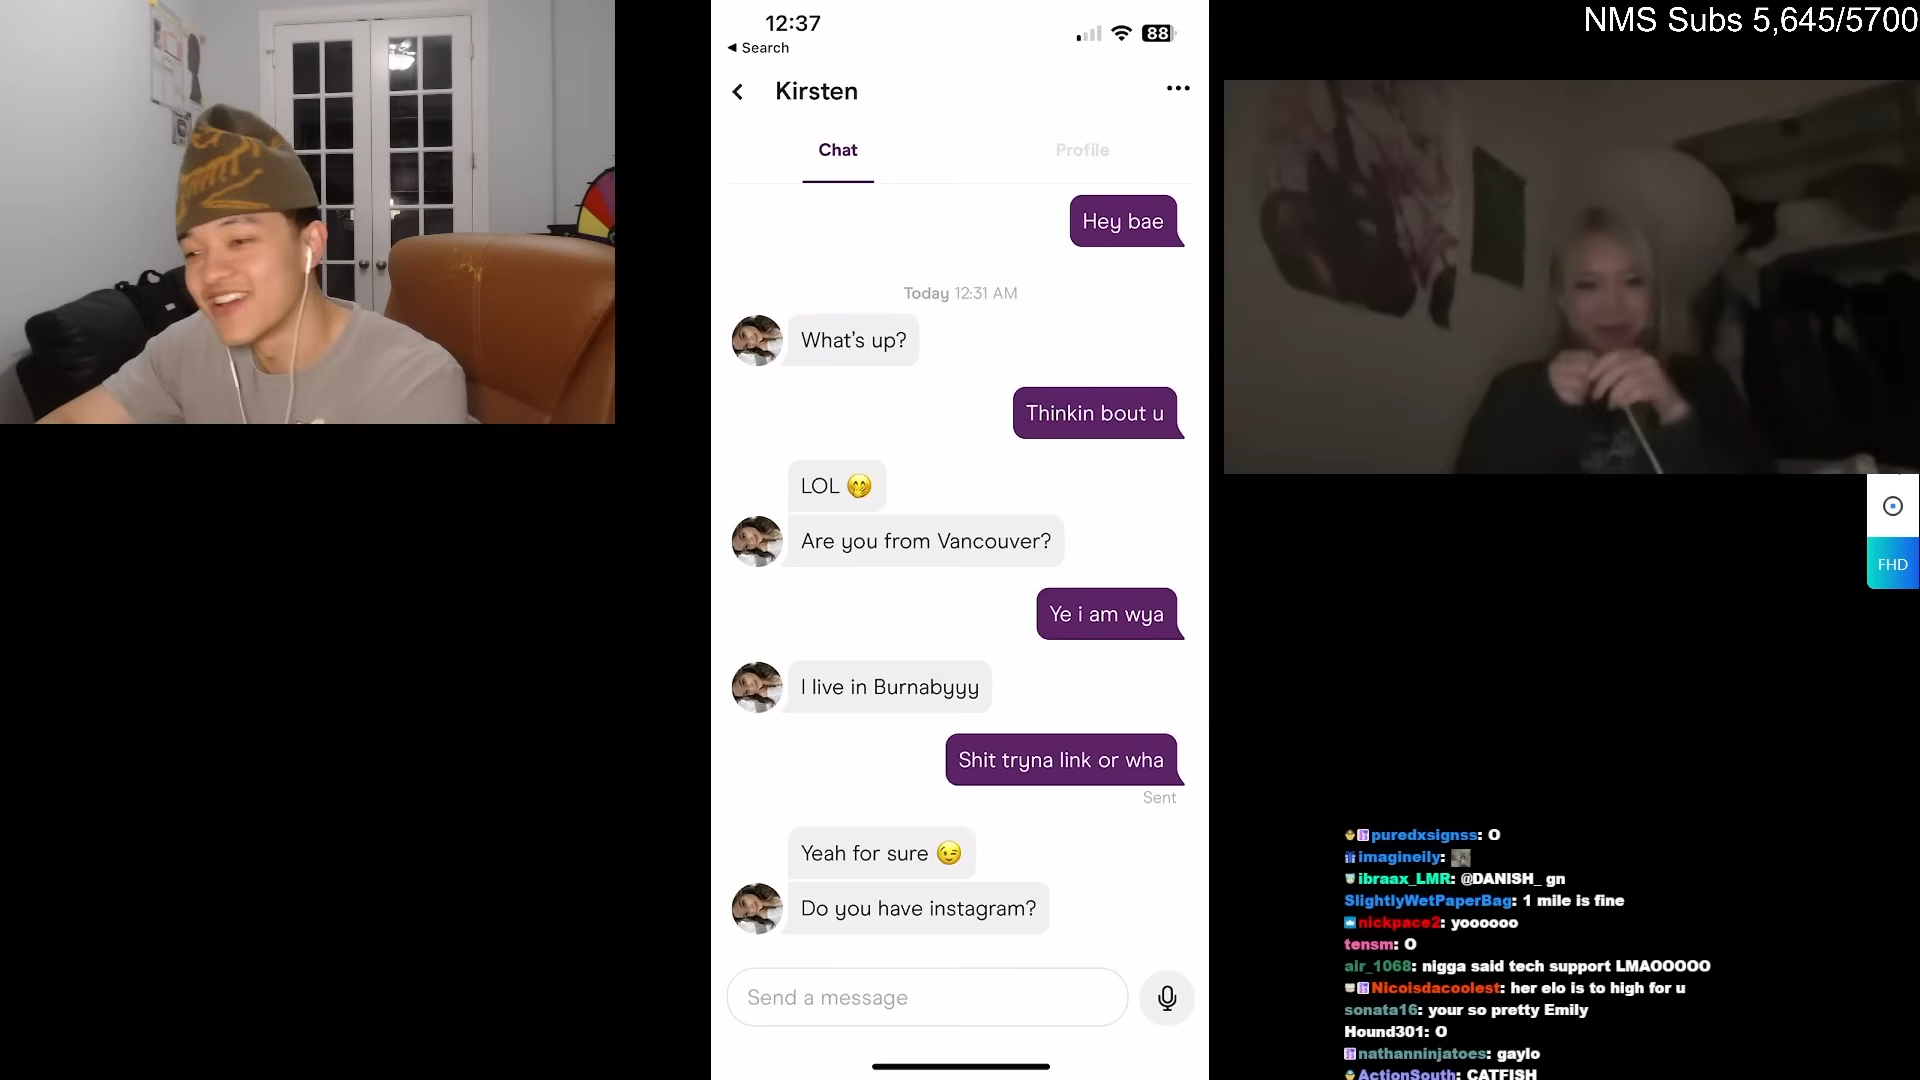 NMS Subs 5,645/5700
12:37
88
Search
Kirsten
Chat
Profile
Hey bae
Today 12:31 AM
What's up?
Thinkin bout u
LOL 🤭
Are you from Vancouver?
Ye i am wya
I live in Burnabyyy
Shit tryna link or wha
Sent
Yeah for sure 😉
Do you have instagram?
Send a message
FHD
puredxsignss: O
imagineily:
ibraax_LMR: @DANISH_ gn
SlightlyWetPaperBag: 1 mile is fine
nickpace2: yoooooo
tensm: O
air_1068: nigga said tech support LMAOOOOO
Nicoisdacoolest: her elo is to high for u
sonata16: your so pretty Emily
Hound301: O
nathanninjatoes: gaylo
ActionSouth: CATFISH